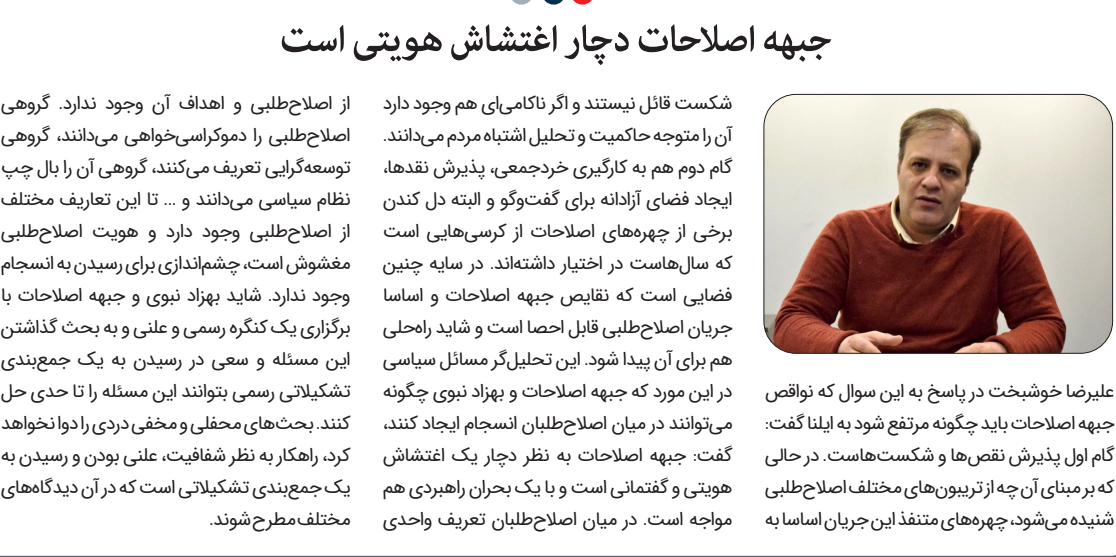 جبهه اصلاحات دچار اغتشاش هویتی است
علیرضا خوشبخت در پاسخ به این سوال که نواقص
جبهه اصلاحات باید چگونه مرتفع شود به ایلنا گفت:
گام اول پذیرش نقص‌ها و شکست‌هاست. در حالی
که بر مبنای آن چه از تریبون‌های مختلف اصلاح‌طلبی
شنیده می‌شود، چهره‌های متنفذ این جریان اساسا به
شکست قائل نیستند و اگر ناکامی‌ای هم وجود دارد
آن را متوجه حاکمیت و تحلیل اشتباه مردم می‌دانند.
گام دوم هم به کارگیری خردجمعی، پذیرش نقدها،
ایجاد فضای آزادانه برای گفت‌وگو و البته دل کندن
برخی از چهره‌های اصلاحات از کرسی‌هایی است
که سال‌هاست در اختیار داشته‌اند. در سایه چنین
فضایی است که نقایص جبهه اصلاحات و اساسا
جریان اصلاح‌طلبی قابل احصا است و شاید راه‌حلی
هم برای آن پیدا شود. این تحلیل‌گر مسائل سیاسی
در این مورد که جبهه اصلاحات و بهزاد نبوی چگونه
می‌توانند در میان اصلاح‌طلبان انسجام ایجاد کنند،
گفت: جبهه اصلاحات به نظر دچار یک اغتشاش
هویتی و گفتمانی است و با یک بحران راهبردی هم
مواجه است. در میان اصلاح‌طلبان تعریف واحدی
از اصلاح‌طلبی و اهداف آن وجود ندارد. گروهی
اصلاح‌طلبی را دموکراسی‌خواهی می‌دانند، گروهی
توسعه‌گرایی تعریف می‌کنند، گروهی آن را بال چپ
نظام سیاسی می‌دانند و ... تا این تعاریف مختلف
از اصلاح‌طلبی وجود دارد و هویت اصلاح‌طلبی
مغشوش است، چشم‌اندازی برای رسیدن به انسجام
وجود ندارد. شاید بهزاد نبوی و جبهه اصلاحات با
برگزاری یک کنگره رسمی و علنی و به بحث گذاشتن
این مسئله و سعی در رسیدن به یک جمع‌بندی
تشکیلاتی رسمی بتوانند این مسئله را تا حدی حل
کنند. بحث‌های محفلی و مخفی دردی را دوا نخواهد
کرد، راهکار به نظر شفافیت، علنی بودن و رسیدن به
یک جمع‌بندی تشکیلاتی است که در آن دیدگاه‌های
مختلف مطرح شوند.